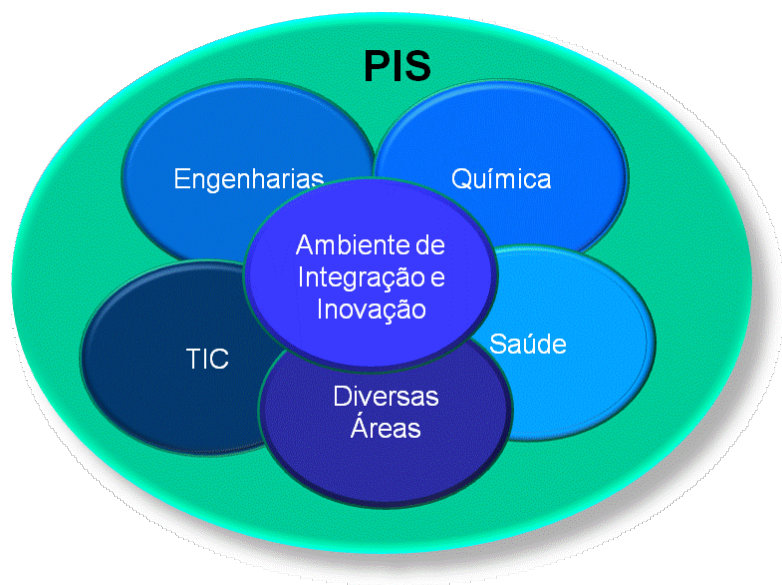 PIS
Engenharias
Química
Ambiente de
Integração e
Inovação
TIC
Saúde
Diversas
Áreas